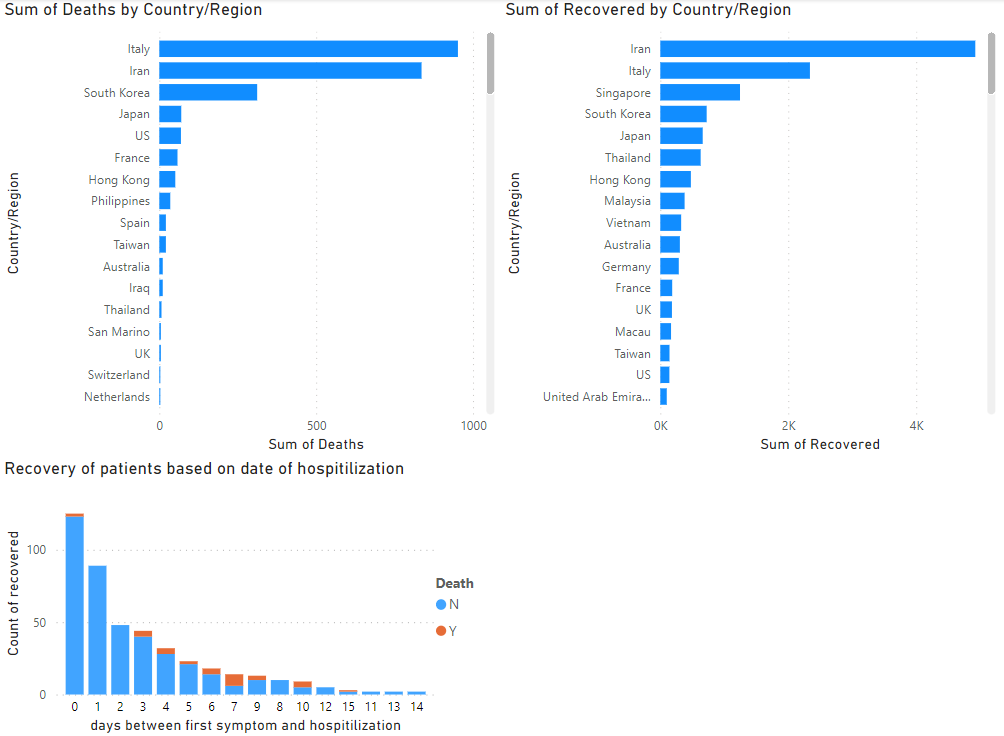 Sum of Deaths by Country/Region
Country/Region
Italy
Iran
South Korea
Japan
US
France
Hong Kong
Philippines
Spain
Taiwan
Australia
Iraq
Thailand
San Marino
UK
Switzerland
Netherlands
0 500 1000
Sum of Deaths
Sum of Recovered by Country/Region
Country/Region
Iran
Italy
Singapore
South Korea
Japan
Thailand
Hong Kong
Malaysia
Vietnam
Australia
Germany
France
UK
Macau
Taiwan
US
United Arab Emira...
0K 2K 4K
Sum of Recovered
Recovery of patients based on date of hospitilization
Count of recovered
100
50
0
0 1 2 3 4 5 6 7 9 8 10 12 15 11 13 14
days between first symptom and hospitilization
Death
N
Y